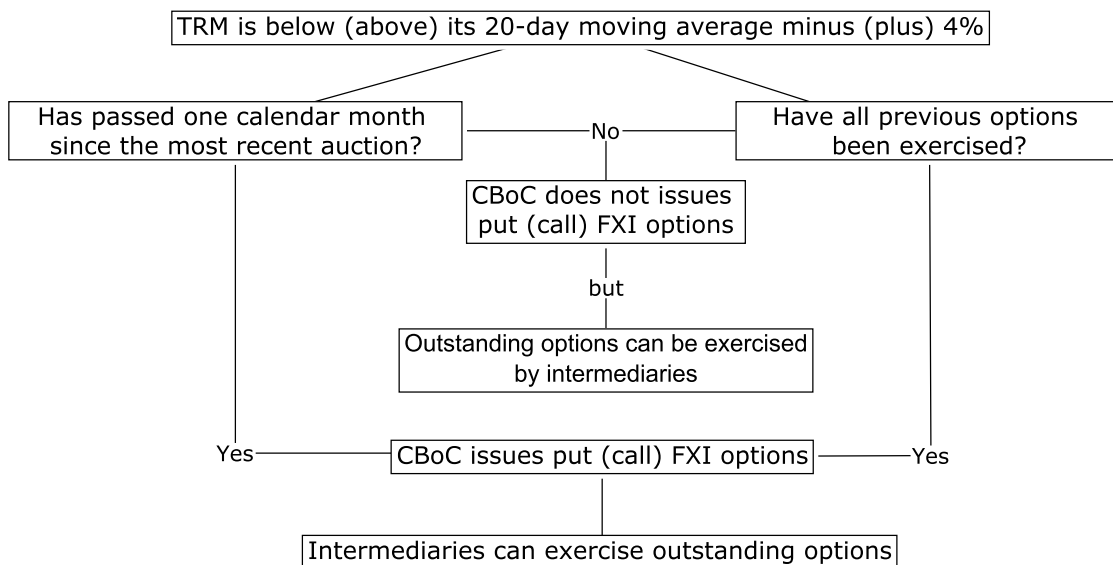 TRM is below (above) its 20-day moving average minus (plus) 4%
Has passed one calendar month
since the most recent auction?
No
Have all previous options
been exercised?
CBoC does not issues
put (call) FXI options
but
Outstanding options can be exercised
by intermediaries
Yes
CBoC issues put (call) FXI options
Yes
Intermediaries can exercise outstanding options